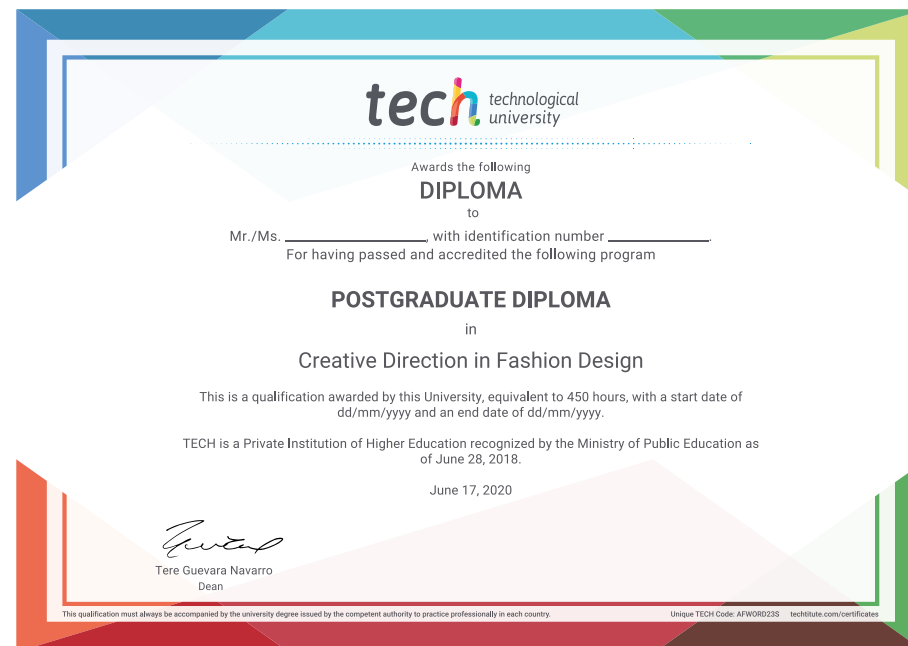 tech technological
university
Awards the following
DIPLOMA
to
Mr./Ms. ________________, with identification number ____________.
For having passed and accredited the following program
POSTGRADUATE DIPLOMA
in
Creative Direction in Fashion Design
This is a qualification awarded by this University, equivalent to 450 hours, with a start date of
dd/mm/yyyy and an end date of dd/mm/yyyy.
TECH is a Private Institution of Higher Education recognized by the Ministry of Public Education as
of June 28, 2018.
June 17, 2020
Tere Guevara Navarro
Dean
This qualification must always be accompanied by the university degree issued by the competent authority to practice professionally in each country. Unique TECH Code: AFWORD23S techtitute.com/certificates